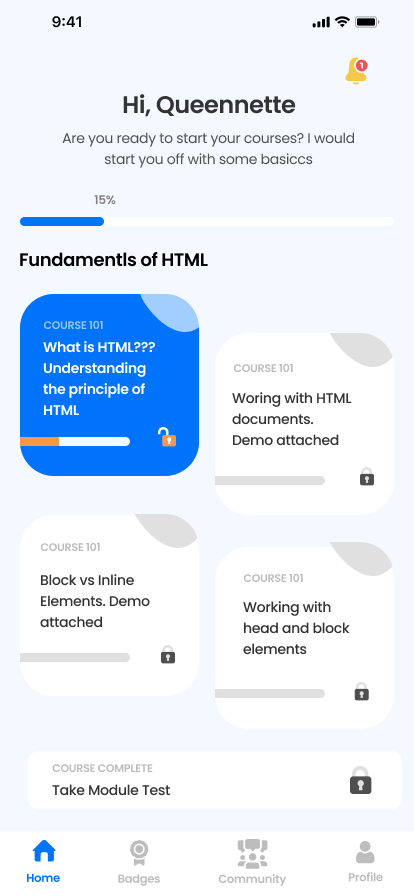 9:41
1
Hi, Queennette
Are you ready to start your courses? I would
start you off with some basiccs
15%
Fundamentls of HTML
COURSE 101
What is HTML???
Understanding
the principle of
HTML
COURSE 101
Woring with HTML
documents.
Demo attached
COURSE 101
Block vs Inline
Elements. Demo
attached
COURSE 101
Working with
head and block
elements
COURSE COMPLETE
Take Module Test
Home
Badges
Community
Profile